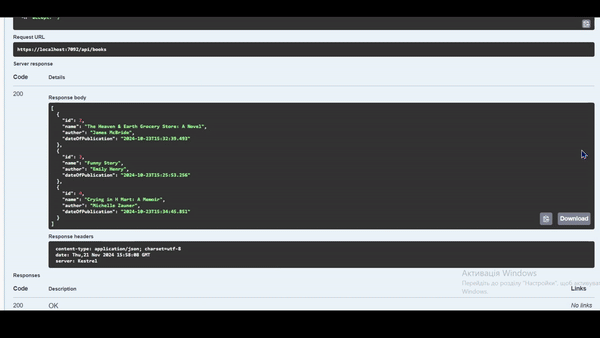 Request URL
https://localhost:7092/api/books
Server response
Code Details
200
Response body
[
{
"id": 2,
"name": "The Heaven & Earth Grocery Store: A Novel",
"author": "James McBride",
"dateOfPublication": "2024-10-23T15:32:39.493"
},
{
"id": 3,
"name": "Funny Story",
"author": "Emily Henry",
"dateOfPublication": "2024-10-23T15:25:53.256"
},
{
"id": 4,
"name": "Crying in H Mart: A Memoir",
"author": "Michelle Zauner",
"dateOfPublication": "2024-10-23T15:34:45.851"
}
]
Download
Response headers
content-type: application/json; charset=utf-8
date: Thu,21 Nov 2024 15:58:08 GMT
server: Kestrel
Responses
Активація Windows
Перейдіть до розділу "Настройки", щоб активувати
Windows.
Code Description Links
200 OK No links